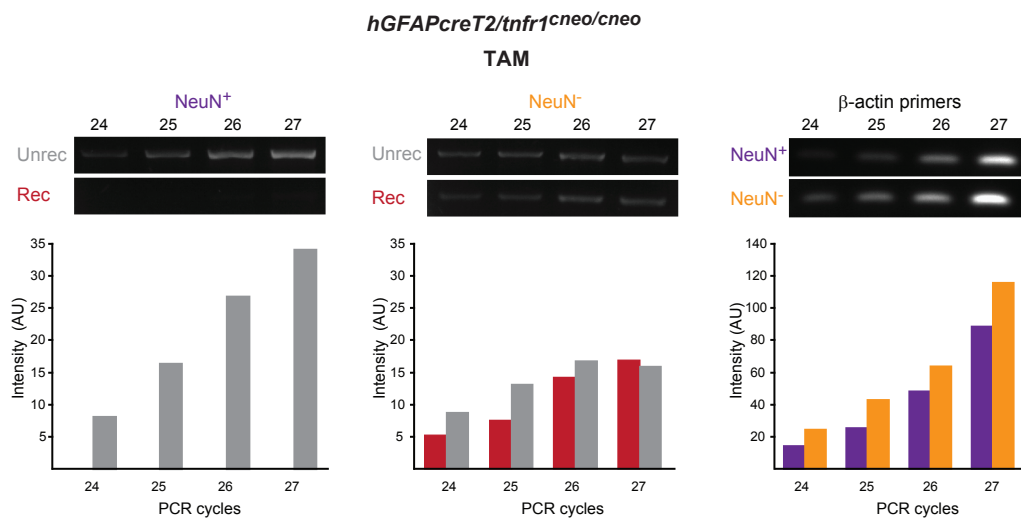 hGFAPcreT2/tnfr1cneo/cneo
TAM
NeuN+
24 25 26 27
Unrec
Rec
35
30
25
20
15
10
5
Intensity (AU)
24 25 26 27
PCR cycles
NeuN-
24 25 26 27
Unrec
Rec
35
30
25
20
15
10
5
Intensity (AU)
24 25 26 27
PCR cycles
β-actin primers
24 25 26 27
NeuN+
NeuN-
140
120
100
80
60
40
20
Intensity (AU)
24 25 26 27
PCR cycles